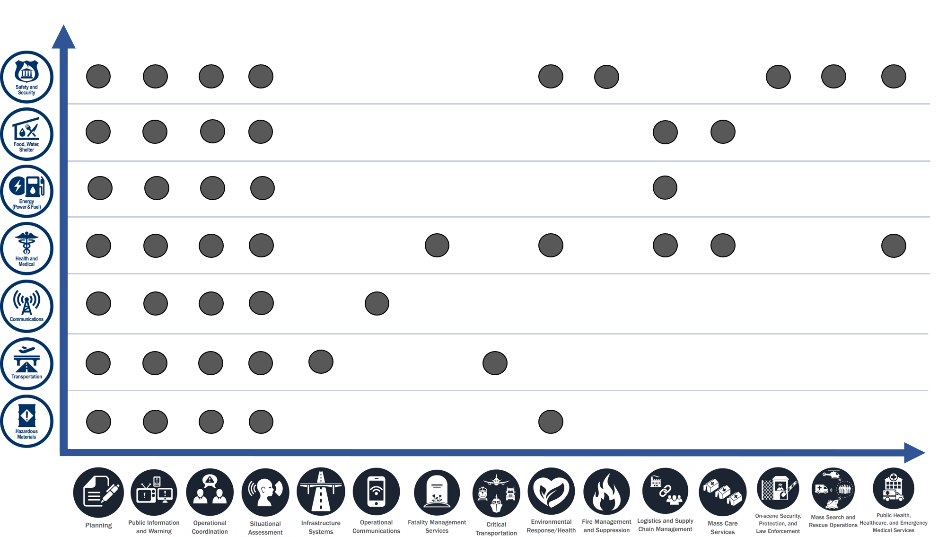 Safety and
Security
Food, Water,
Shelter
Energy
(Power & Fuel)
Health and
Medical
Communications
Transportation
Hazardous
Materials
Planning
Public Information
and Warning
Operational
Coordination
Situational
Assessment
Infrastructure
Systems
Operational
Communications
Fatality Management
Services
Critical
Transportation
Environmental
Response/Health
Fire Management
and Suppression
Logistics and Supply
Chain Management
Mass Care
Services
On-scene Security,
Protection, and
Law Enforcement
Mass Search and
Rescue Operations
Public Health,
Healthcare, and Emergency
Medical Services